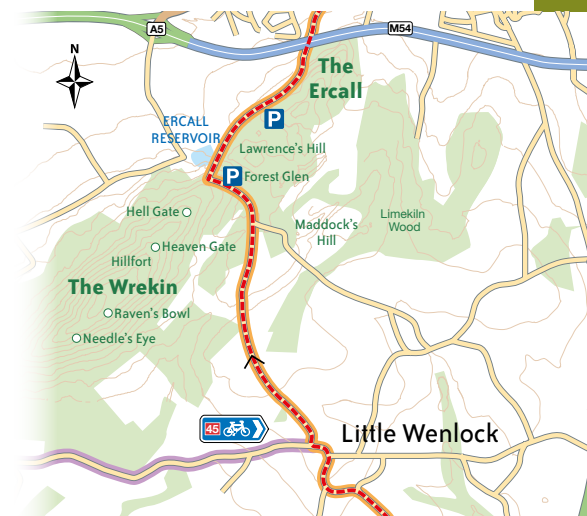 A5
M54
N
The
Ercall
P
ERCALL
RESERVOIR
Lawrence's Hill
P
Forest Glen
Hell Gate
Maddock's
Hill
Limekiln
Wood
Heaven Gate
Hillfort
The Wrekin
Raven's Bowl
Needle's Eye
45
Little Wenlock